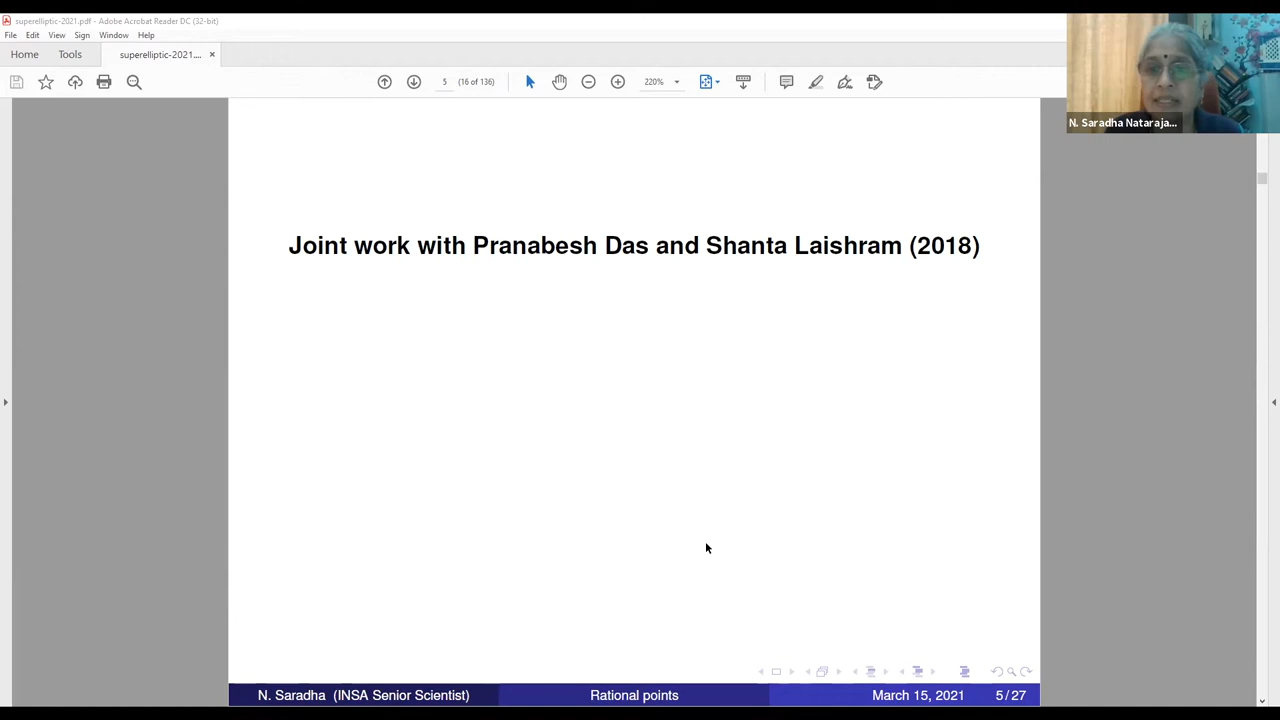 superelliptic-2021.pdf - Adobe Acrobat Reader DC (32-bit)
File Edit View Sign Window Help
Home Tools superelliptic-2021.... ×
5 (16 of 136) 220%
N. Saradha Nataraja...
Joint work with Pranabesh Das and Shanta Laishram (2018)
N. Saradha (INSA Senior Scientist) Rational points March 15, 2021 5/27